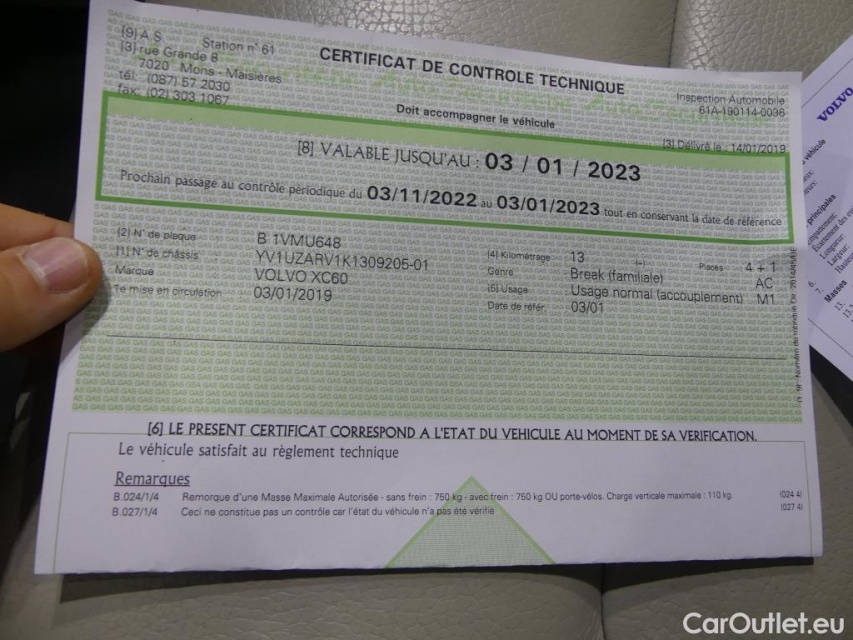 [9] A.S. Station n° 61
[3] rue Grande 8
7020 Mons - Maisières
tél: (087) 57 2030
fax: (02) 303 1067
CERTIFICAT DE CONTROLE TECHNIQUE
Doit accompagner le véhicule
Inspection Automobile
61A-190114-0036
[3] Délivré le : 14/01/2019
[8] VALABLE JUSQU'AU : 03 / 01 / 2023
Prochain passage au contrôle périodique du 03/11/2022 au 03/01/2023 tout en conservant la date de référence
[2] N° de plaque B 1VMU648
[1] N° de châssis YV1UZARV1K1309205-01
Marque VOLVO XC60
1e mise en circulation 03/01/2019
[4] Kilométrage 13 (--) Places 4 + 1
Genre Break (familiale) AC
[5] Usage Usage normal (accouplement) M1
Date de référ. 03/01
[6] LE PRESENT CERTIFICAT CORRESPOND A L'ETAT DU VEHICULE AU MOMENT DE SA VERIFICATION.
Le véhicule satisfait au règlement technique
Remarques
B.024/1/4 Remorque d'une Masse Maximale Autorisée - sans frein : 750 kg - avec frein : 750 kg OU porte-vélos. Charge verticale maximale : 110 kg. (024 4)
B.027/1/4 Ceci ne constitue pas un contrôle car l'état du véhicule n'a pas été vérifié (027 4)
VOLVO
véhicule
principales
Masses
CarOutlet.eu